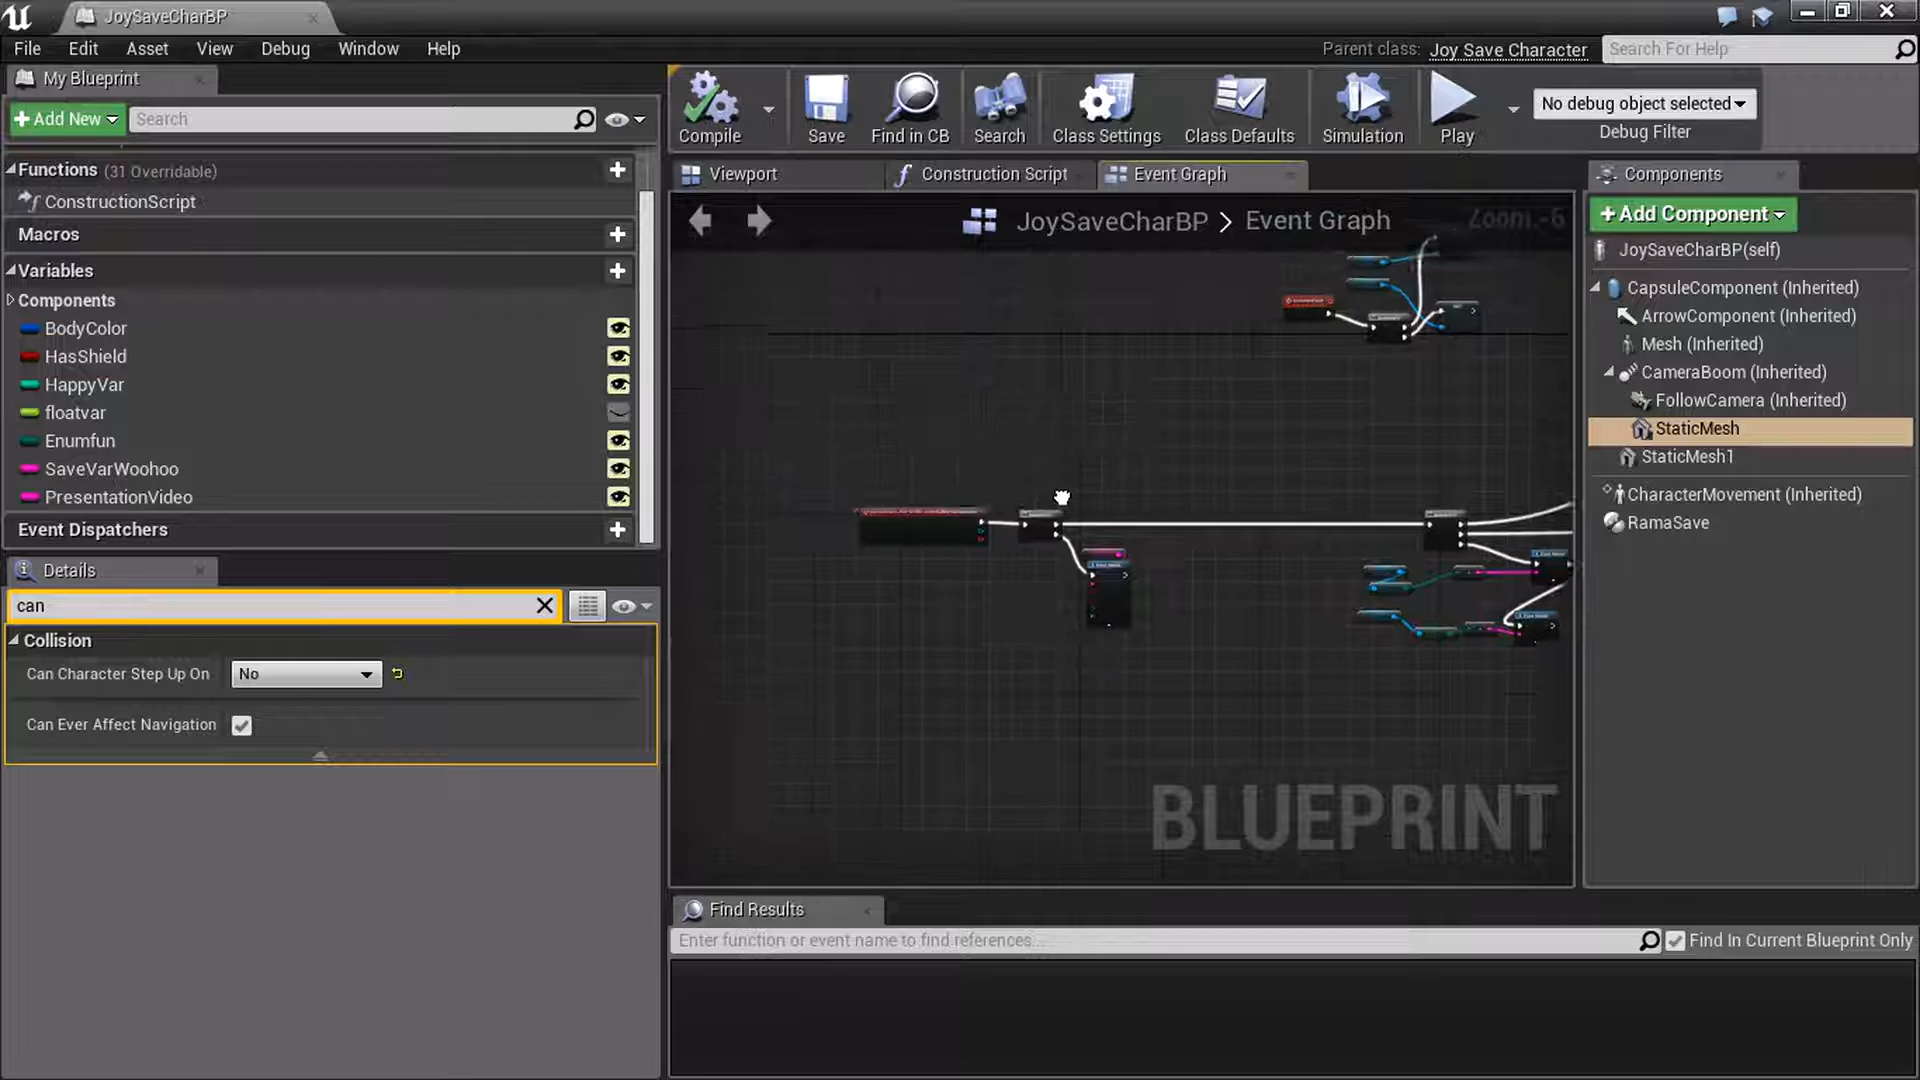 JoySaveCharBP
File Edit Asset View Debug Window Help
Parent class: Joy Save Character
Search For Help
My Blueprint
Add New
Search
Functions (31 Overridable)
ConstructionScript
Macros
Variables
Components
BodyColor
HasShield
HappyVar
floatvar
Enumfun
SaveVarWoohoo
PresentationVideo
Event Dispatchers
Details
can
Collision
Can Character Step Up On No
Can Ever Affect Navigation
Compile
Save
Find in CB
Search
Class Settings
Class Defaults
Simulation
Play
No debug object selected
Debug Filter
Viewport
Construction Script
Event Graph
JoySaveCharBP > Event Graph
Zoom -6
BLUEPRINT
Components
+ Add Component
JoySaveCharBP(self)
CapsuleComponent (Inherited)
ArrowComponent (Inherited)
Mesh (Inherited)
CameraBoom (Inherited)
FollowCamera (Inherited)
StaticMesh
StaticMesh1
CharacterMovement (Inherited)
RamaSave
Find Results
Enter function or event name to find references...
Find In Current Blueprint Only